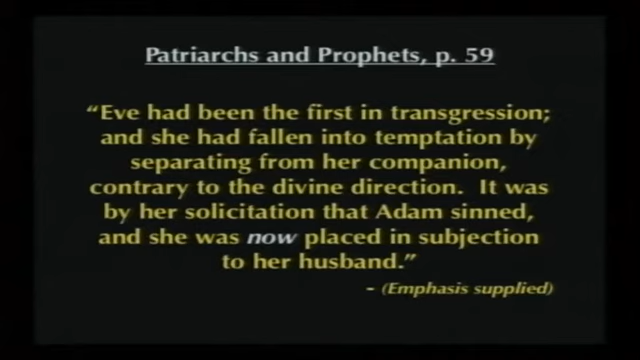 Patriarchs and Prophets, p. 59
“Eve had been the first in transgression;
and she had fallen into temptation by
separating from her companion,
contrary to the divine direction.  It was
by her solicitation that Adam sinned,
and she was now placed in subjection
to her husband.”
– (Emphasis supplied)